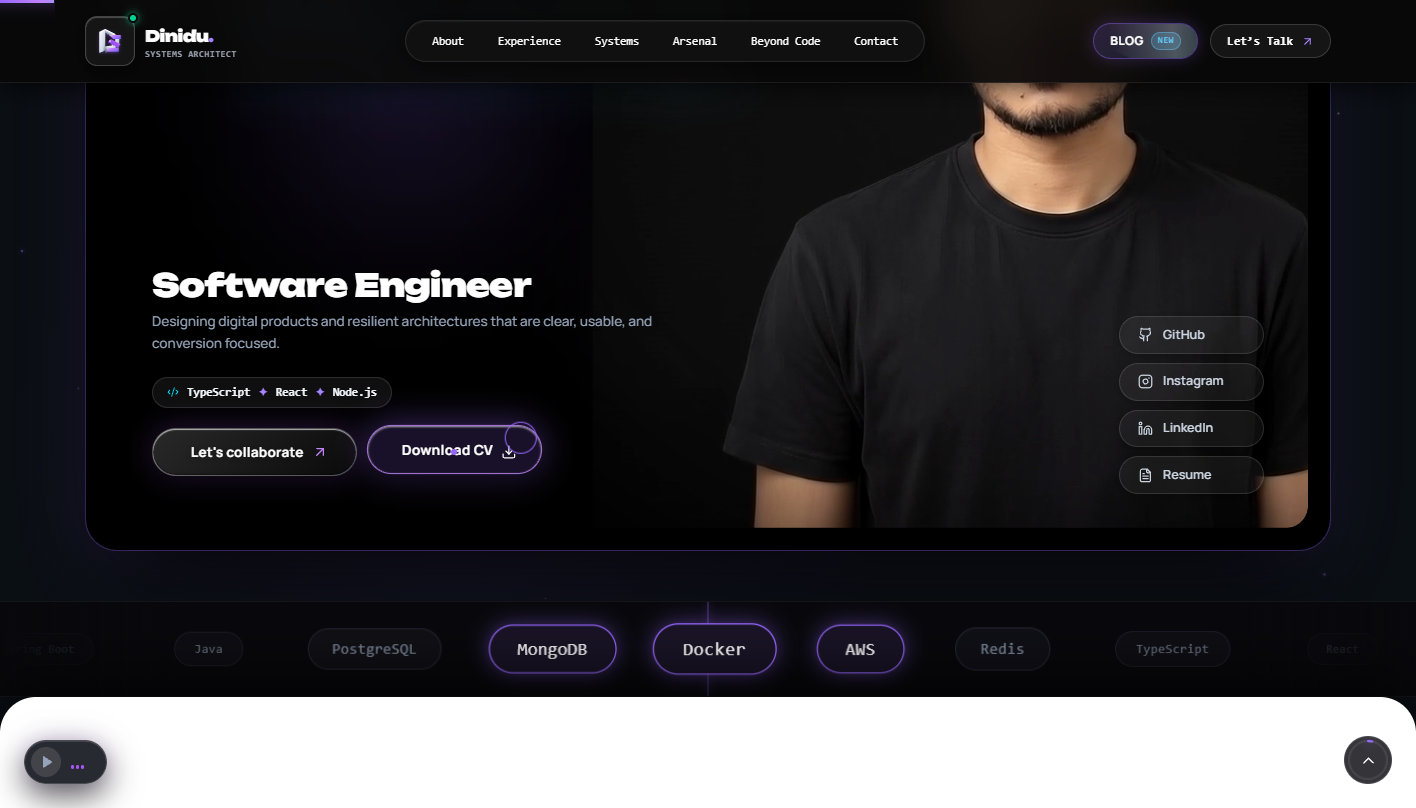 Dinidu.
SYSTEMS ARCHITECT
About
Experience
Systems
Arsenal
Beyond Code
Contact
BLOG NEW
Let's Talk
Software Engineer
Designing digital products and resilient architectures that are clear, usable, and
conversion focused.
TypeScript ✦ React ✦ Node.js
Let's collaborate
Download CV
GitHub
Instagram
LinkedIn
Resume
Boot
Java
PostgreSQL
MongoDB
Docker
AWS
Redis
TypeScript
React